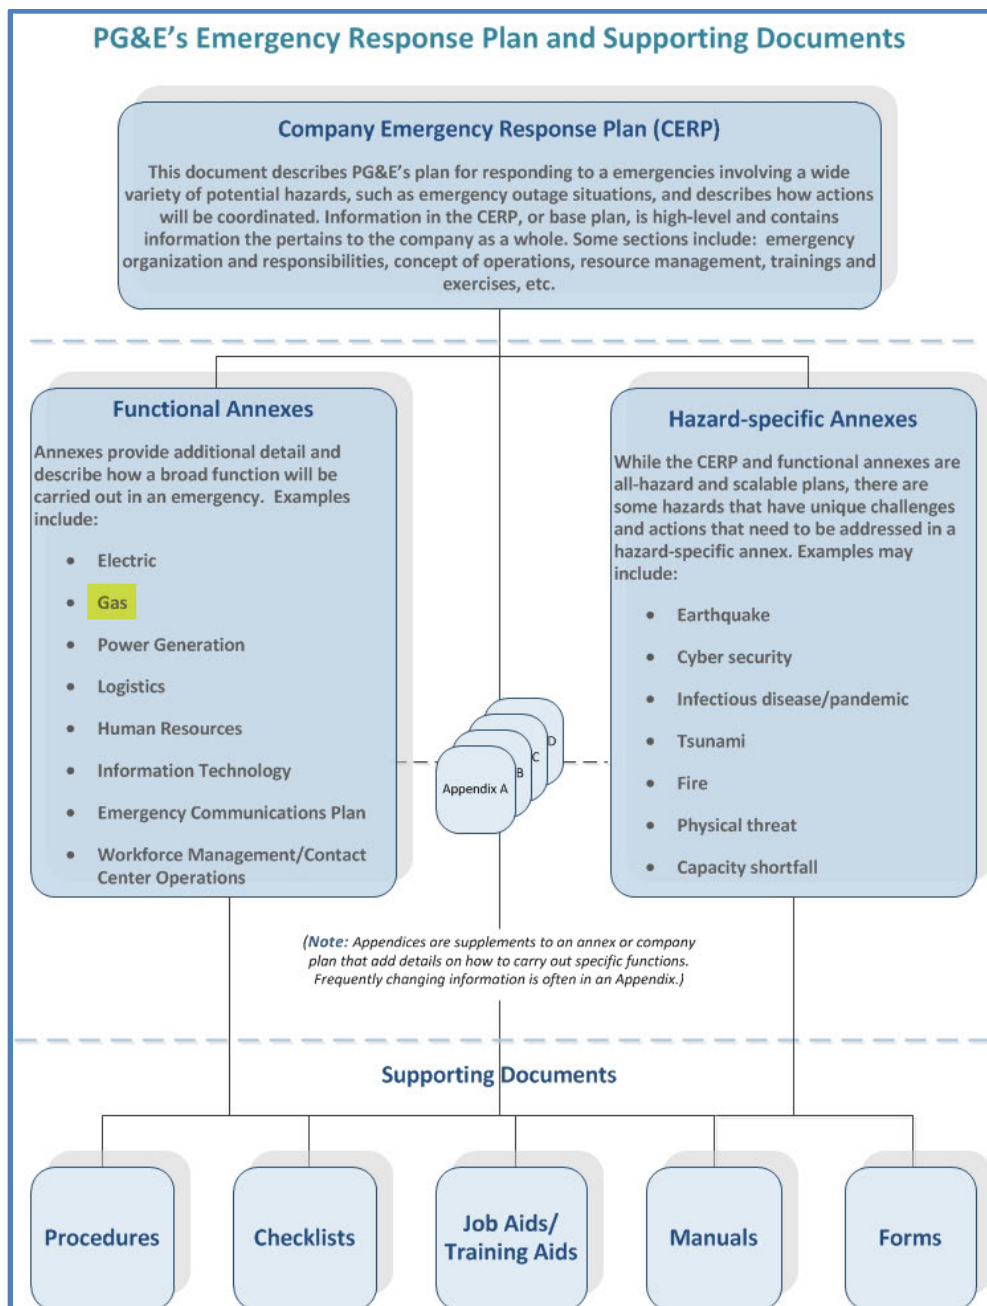 PG&E's Emergency Response Plan and Supporting Documents
Company Emergency Response Plan (CERP)
This document describes PG&E's plan for responding to a emergencies involving a wide
variety of potential hazards, such as emergency outage situations, and describes how actions
will be coordinated. Information in the CERP, or base plan, is high-level and contains
information the pertains to the company as a whole. Some sections include:  emergency
organization and responsibilities, concept of operations, resource management, trainings and
exercises, etc.
Functional Annexes
Annexes provide additional detail and
describe how a broad function will be
carried out in an emergency.  Examples
include:
• Electric
• Gas
• Power Generation
• Logistics
• Human Resources
• Information Technology
• Emergency Communications Plan
• Workforce Management/Contact
Center Operations
Hazard-specific Annexes
While the CERP and functional annexes are
all-hazard and scalable plans, there are
some hazards that have unique challenges
and actions that need to be addressed in a
hazard-specific annex. Examples may
include:
• Earthquake
• Cyber security
• Infectious disease/pandemic
• Tsunami
• Fire
• Physical threat
• Capacity shortfall
D
C
B
Appendix A
(Note: Appendices are supplements to an annex or company
plan that add details on how to carry out specific functions.
Frequently changing information is often in an Appendix.)
Supporting Documents
Procedures
Checklists
Job Aids/
Training Aids
Manuals
Forms